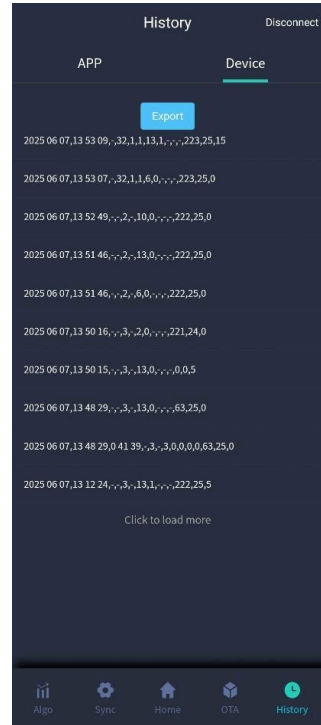 History
Disconnect
APP
Device
Export
2025 06 07,13 53 09,-,32,1,1,13,1,-,-,-,223,25,15
2025 06 07,13 53 07,-,32,1,1,6,0,-,-,-,223,25,0
2025 06 07,13 52 49,-,-,2,-,10,0,-,-,-,222,25,0
2025 06 07,13 51 46,-,-,2,-,13,0,-,-,-,222,25,0
2025 06 07,13 51 46,-,-,2,-,6,0,-,-,-,222,25,0
2025 06 07,13 50 16,-,-,3,-,2,0,-,-,-,221,24,0
2025 06 07,13 50 15,-,-,3,-,13,0,-,-,-,0,0,5
2025 06 07,13 48 29,-,-,3,-,13,0,-,-,-,63,25,0
2025 06 07,13 48 29,0 41 39,-,3,-,3,0,0,0,0,63,25,0
2025 06 07,13 12 24,-,-,3,-,13,1,-,-,-,222,25,5
Click to load more
Algo
Sync
Home
OTA
History